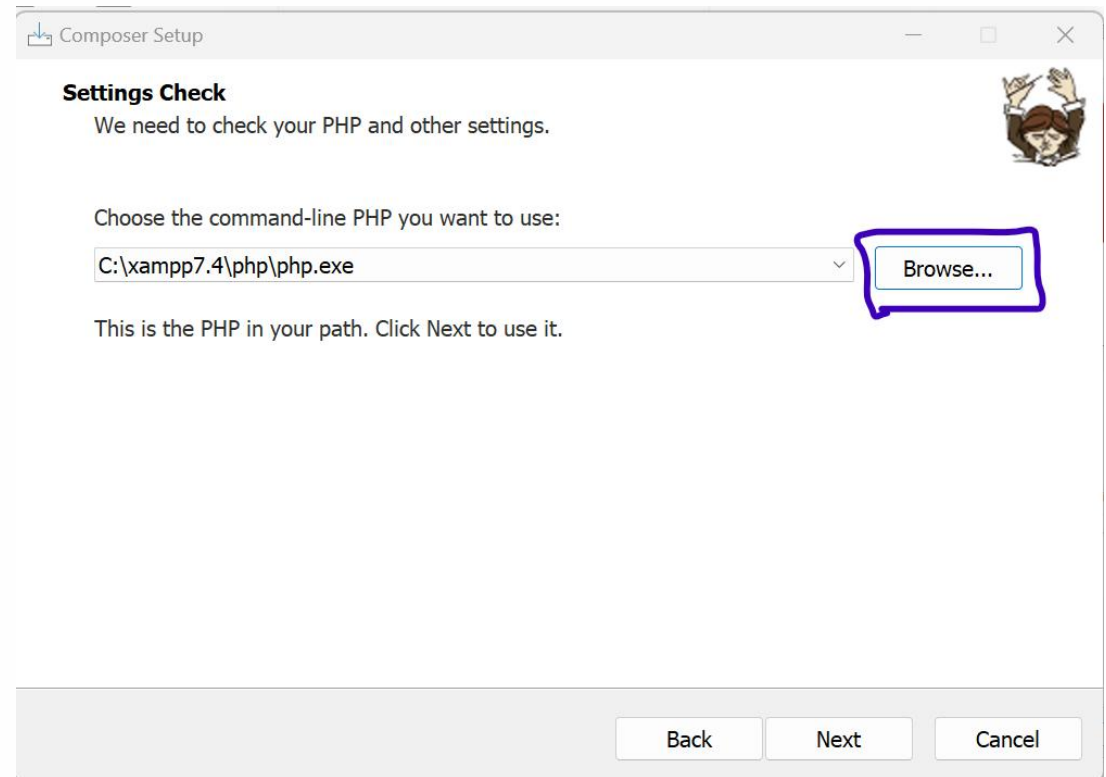 Composer Setup
Settings Check
We need to check your PHP and other settings.
Choose the command-line PHP you want to use:
C:\xampp7.4\php\php.exe
Browse...
This is the PHP in your path. Click Next to use it.
Back Next Cancel